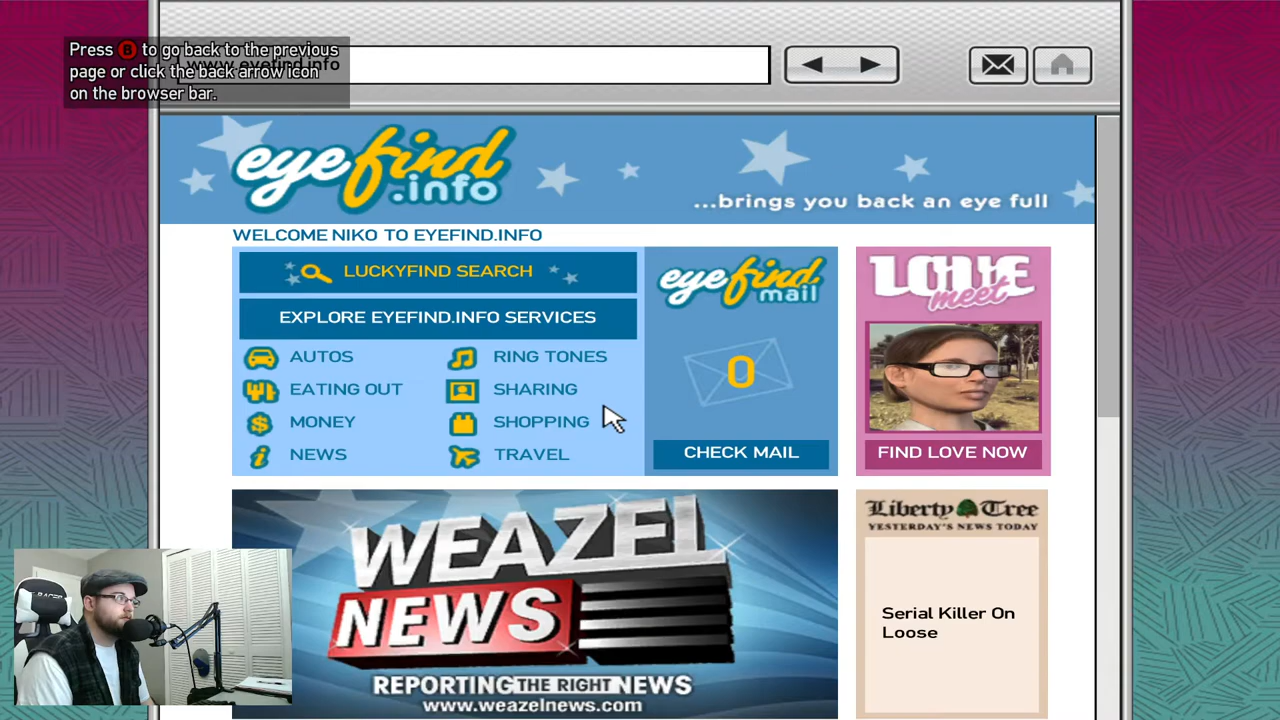 Press B to go back to the previous
page or click the back arrow icon
on the browser bar.
www.eyefind.info
eyefind
.info
...brings you back an eye full
WELCOME NIKO TO EYEFIND.INFO
LUCKYFIND SEARCH
EXPLORE EYEFIND.INFO SERVICES
AUTOS
RING TONES
EATING OUT
SHARING
MONEY
SHOPPING
NEWS
TRAVEL
eyefind
mail
0
CHECK MAIL
LOVE
meet
FIND LOVE NOW
WEAZEL
NEWS
REPORTING THE RIGHT NEWS
www.weazelnews.com
Liberty Tree
YESTERDAY'S NEWS TODAY
Serial Killer On
Loose